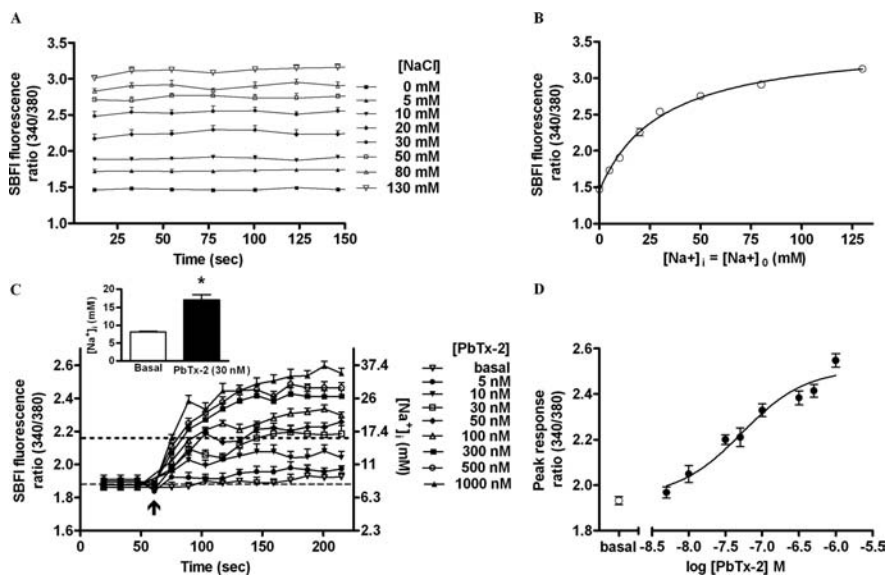 A
SBFI fluorescence
ratio (340/380)
3.5
3.0
2.5
2.0
1.5
1.0
25
50
75
100
125
150
Time (sec)
[NaCl]
0 mM
5 mM
10 mM
20 mM
30 mM
50 mM
80 mM
130 mM
B
SBFI fluorescence
ratio (340/380)
3.5
3.0
2.5
2.0
1.5
1.0
0
25
50
75
100
125
[Na+]i = [Na+]0 (mM)
C
[Na+]i (mM)
20
15
10
5
0
*
Basal
PbTx-2 (30 nM)
SBFI fluorescence
ratio (340/380)
2.6
2.4
2.2
2.0
1.8
1.6
0
50
100
150
200
Time (sec)
37.4
26
17.4
11
6.3
2.3
[Na+]i (mM)
[PbTx-2]
basal
5 nM
10 nM
30 nM
50 nM
100 nM
300 nM
500 nM
1000 nM
D
Peak response
ratio (340/380)
2.6
2.4
2.2
2.0
1.8
basal
-8.5
-8.0
-7.5
-7.0
-6.5
-6.0
-5.5
log [PbTx-2] M